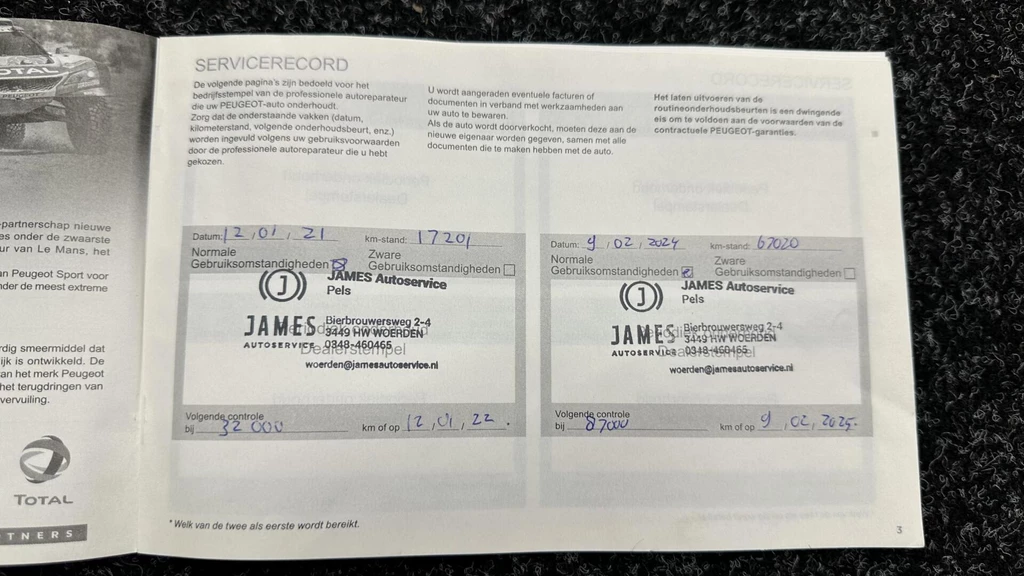 TOTAL
-partnerschap nieuwe
es onder de zwaarste
ur van Le Mans, het
an Peugeot Sport voor
nder de meest extreme
rdig smeermiddel dat
ijk is ontwikkeld. De
an het merk Peugeot
het terugdringen van
vervuiling.
TOTAL
TNERS
SERVICERECORD
De volgende pagina's zijn bedoeld voor het
bedrijfsstempel van de professionele autoreparateur
die uw PEUGEOT-auto onderhoudt.
Zorg dat de onderstaande vakken (datum,
kilometerstand, volgende onderhoudsbeurt, enz.)
worden ingevuld volgens uw gebruiksvoorwaarden
door de professionele autoreparateur die u hebt
gekozen.
U wordt aangeraden eventuele facturen of
documenten in verband met werkzaamheden aan
uw auto te bewaren.
Als de auto wordt doorverkocht, moeten deze aan de
nieuwe eigenaar worden gegeven, samen met alle
documenten die te maken hebben met de auto.
Het laten uitvoeren van de
routineonderhoudsbeurten is een dwingende
eis om te voldoen aan de voorwaarden van de
contractuele PEUGEOT-garanties.
Datum: 12, 01, 21 km-stand: 17201
Normale Zware
Gebruiksomstandigheden Gebruiksomstandigheden
JAMES Autoservice
Pels
JAMES Bierbrouwersweg 2-4
3449 HW WOERDEN
AUTOSERVICE 0348-460465
Dealerstempel
woerden@jamesautoservice.nl
Volgende controle
bij 32 000 km of op 12, 01, 22.
Datum: 9, 02, 2024 km-stand: 67020
Normale Zware
Gebruiksomstandigheden Gebruiksomstandigheden
JAMES Autoservice
Pels
JAMES Bierbrouwersweg 2-4
3449 HW WOERDEN
AUTOSERVICE 0348-460465
Dealerstempel
woerden@jamesautoservice.nl
Volgende controle
bij 87000 km of op 9, 02, 2025.
* Welk van de twee als eerste wordt bereikt.
3